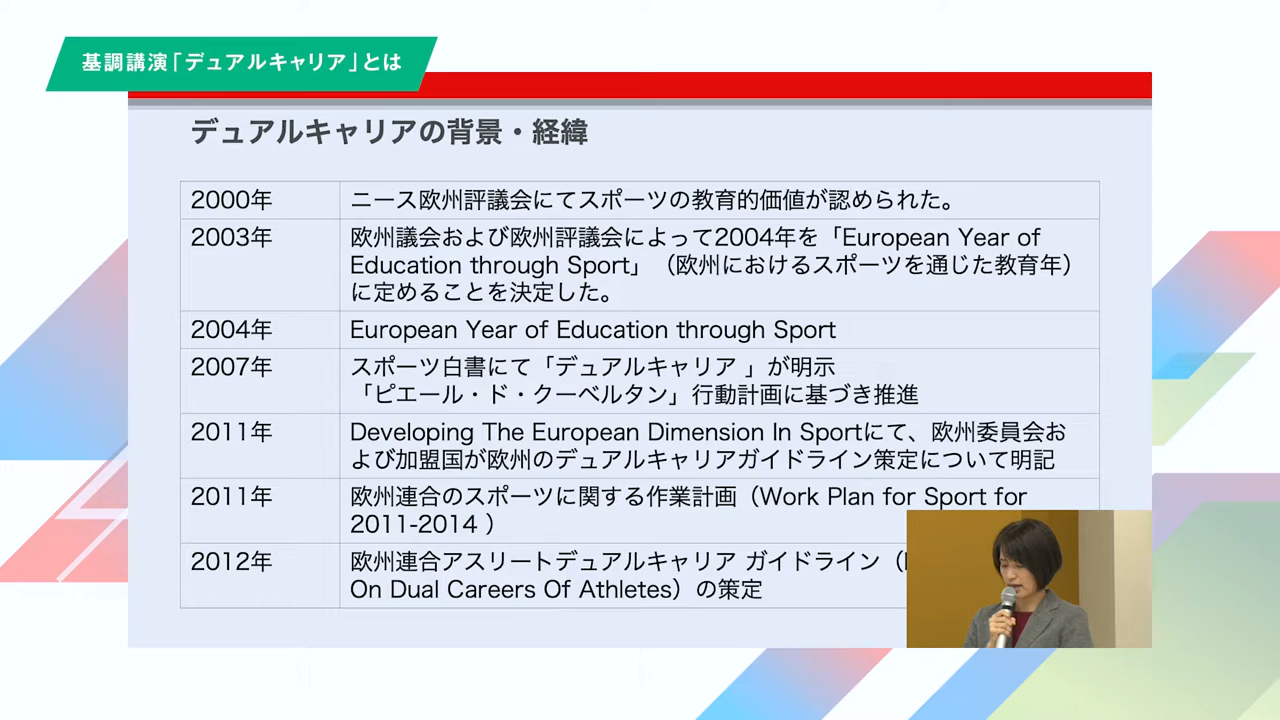 基調講演「デュアルキャリア」とは
デュアルキャリアの背景・経緯
2000年 ニース欧州評議会にてスポーツの教育的価値が認められた。
2003年 欧州議会および欧州評議会によって2004年を「European Year of
Education through Sport」（欧州におけるスポーツを通じた教育年）
に定めることを決定した。
2004年 European Year of Education through Sport
2007年 スポーツ白書にて「デュアルキャリア 」が明示
「ピエール・ド・クーベルタン」行動計画に基づき推進
2011年 Developing The European Dimension In Sportにて、欧州委員会お
よび加盟国が欧州のデュアルキャリアガイドライン策定について明記
2011年 欧州連合のスポーツに関する作業計画（Work Plan for Sport for
2011-2014 ）
2012年 欧州連合アスリートデュアルキャリア ガイドライン（
On Dual Careers Of Athletes）の策定